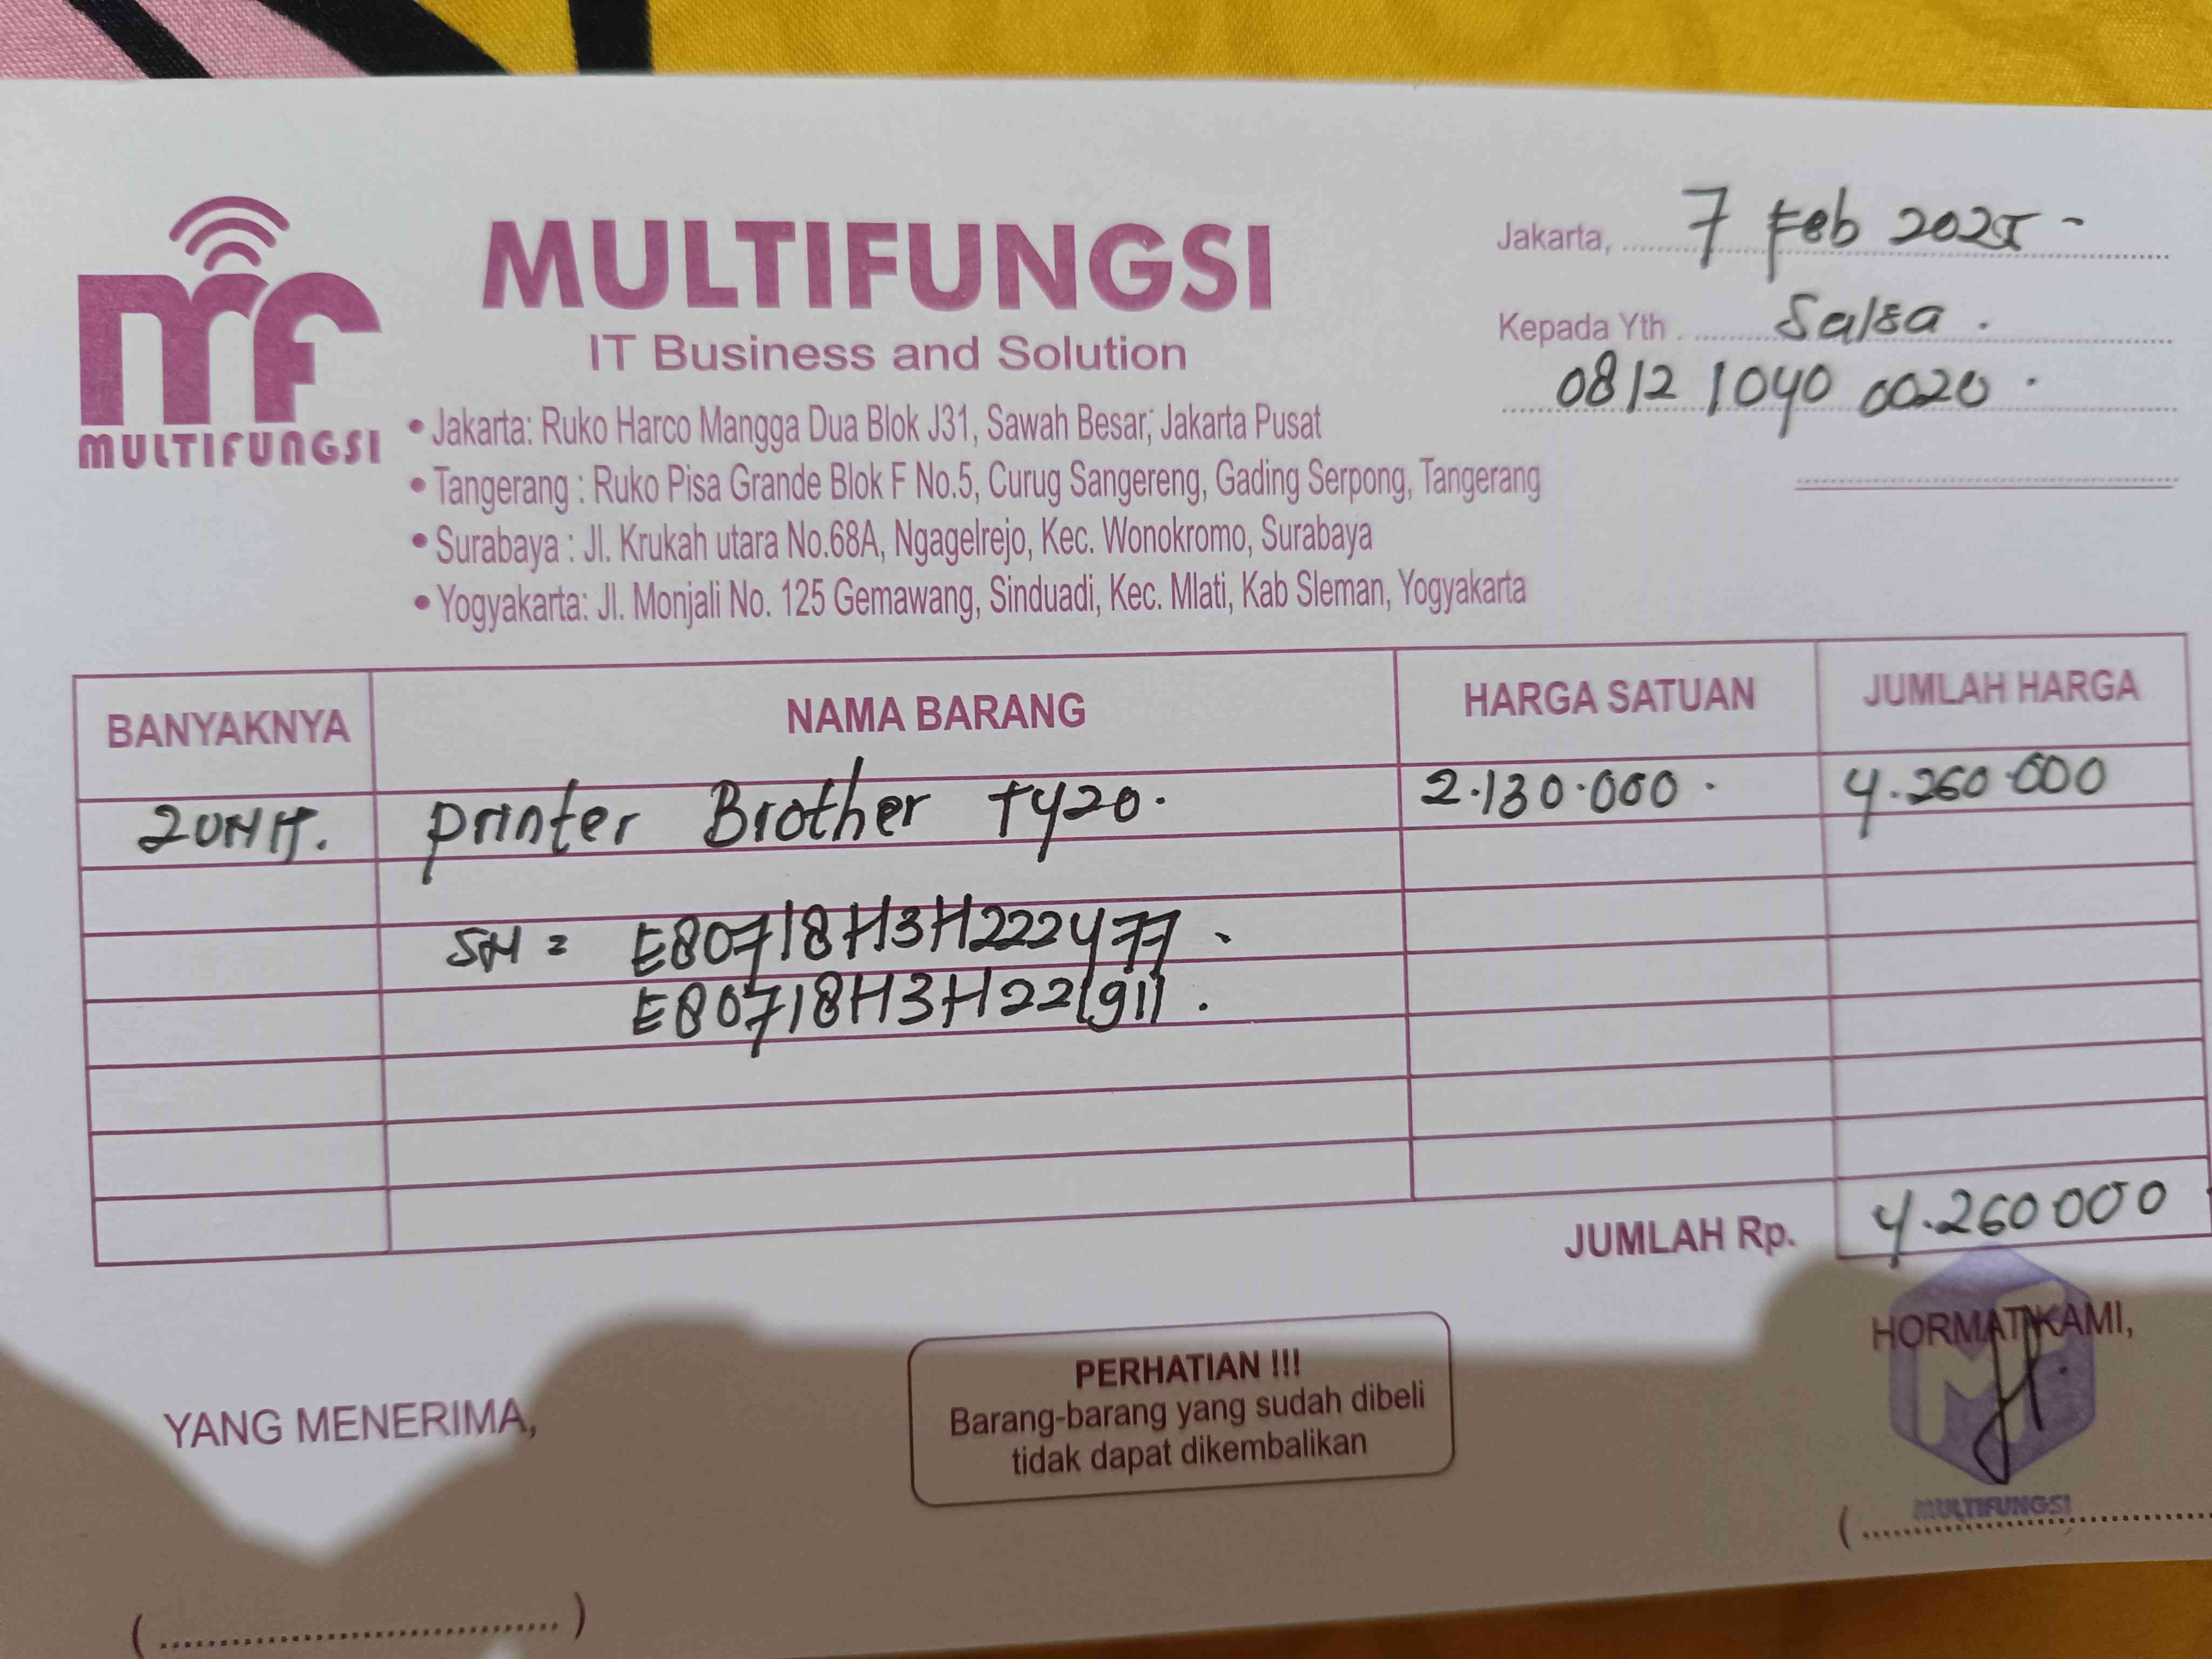 MULTIFUNGSI
MULTIFUNGSI
IT Business and Solution
• Jakarta: Ruko Harco Mangga Dua Blok J31, Sawah Besar, Jakarta Pusat
• Tangerang : Ruko Pisa Grande Blok F No.5, Curug Sangereng, Gading Serpong, Tangerang
• Surabaya : Jl. Krukah utara No.68A, Ngagelrejo, Kec. Wonokromo, Surabaya
• Yogyakarta: Jl. Monjali No. 125 Gemawang, Sinduadi, Kec. Mlati, Kab Sleman, Yogyakarta
Jakarta, 7 Feb 2025 -
Kepada Yth. Salsa.
0812 1040 0020.
BANYAKNYA NAMA BARANG HARGA SATUAN JUMLAH HARGA
2 UNIT. Printer Brother T420. 2.130.000. 4.260.000
SN = E80718H3H222477.
E80718H3H221911.
JUMLAH Rp. 4.260000
YANG MENERIMA,
PERHATIAN !!!
Barang-barang yang sudah dibeli
tidak dapat dikembalikan
HORMAT KAMI,
MULTIFUNGSI